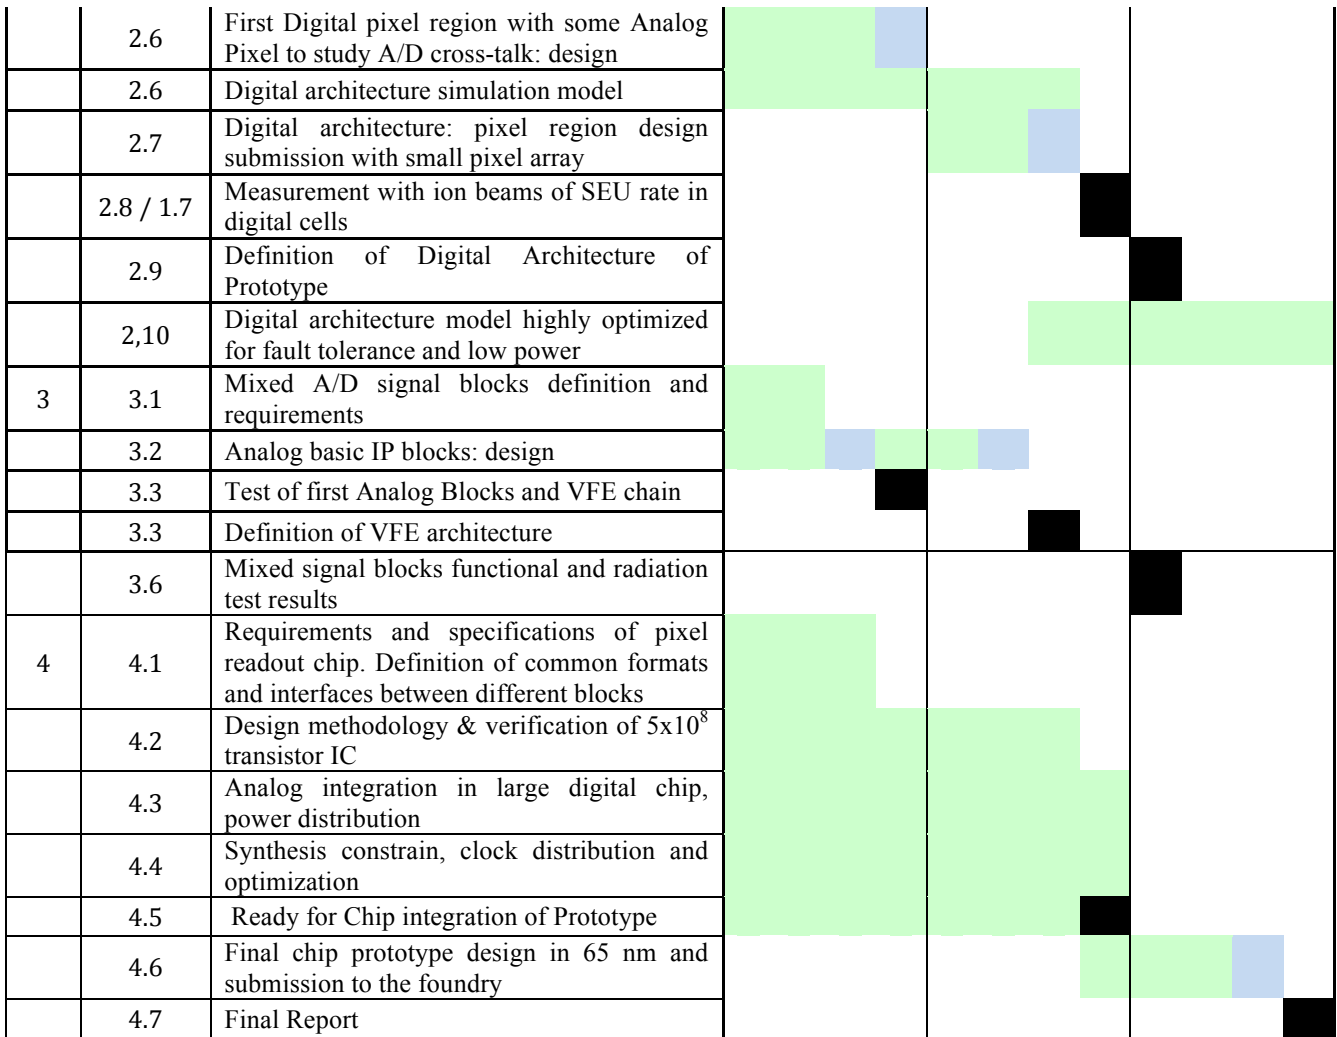 2.6
First Digital pixel region with some Analog
Pixel to study A/D cross-talk: design
2.6
Digital architecture simulation model
2.7
Digital architecture: pixel region design
submission with small pixel array
2.8 / 1.7
Measurement with ion beams of SEU rate in
digital cells
2.9
Definition of Digital Architecture of
Prototype
2,10
Digital architecture model highly optimized
for fault tolerance and low power
3
3.1
Mixed A/D signal blocks definition and
requirements
3.2
Analog basic IP blocks: design
3.3
Test of first Analog Blocks and VFE chain
3.3
Definition of VFE architecture
3.6
Mixed signal blocks functional and radiation
test results
4
4.1
Requirements and specifications of pixel
readout chip. Definition of common formats
and interfaces between different blocks
4.2
Design methodology & verification of 5x10⁸
transistor IC
4.3
Analog integration in large digital chip,
power distribution
4.4
Synthesis constrain, clock distribution and
optimization
4.5
Ready for Chip integration of Prototype
4.6
Final chip prototype design in 65 nm and
submission to the foundry
4.7
Final Report